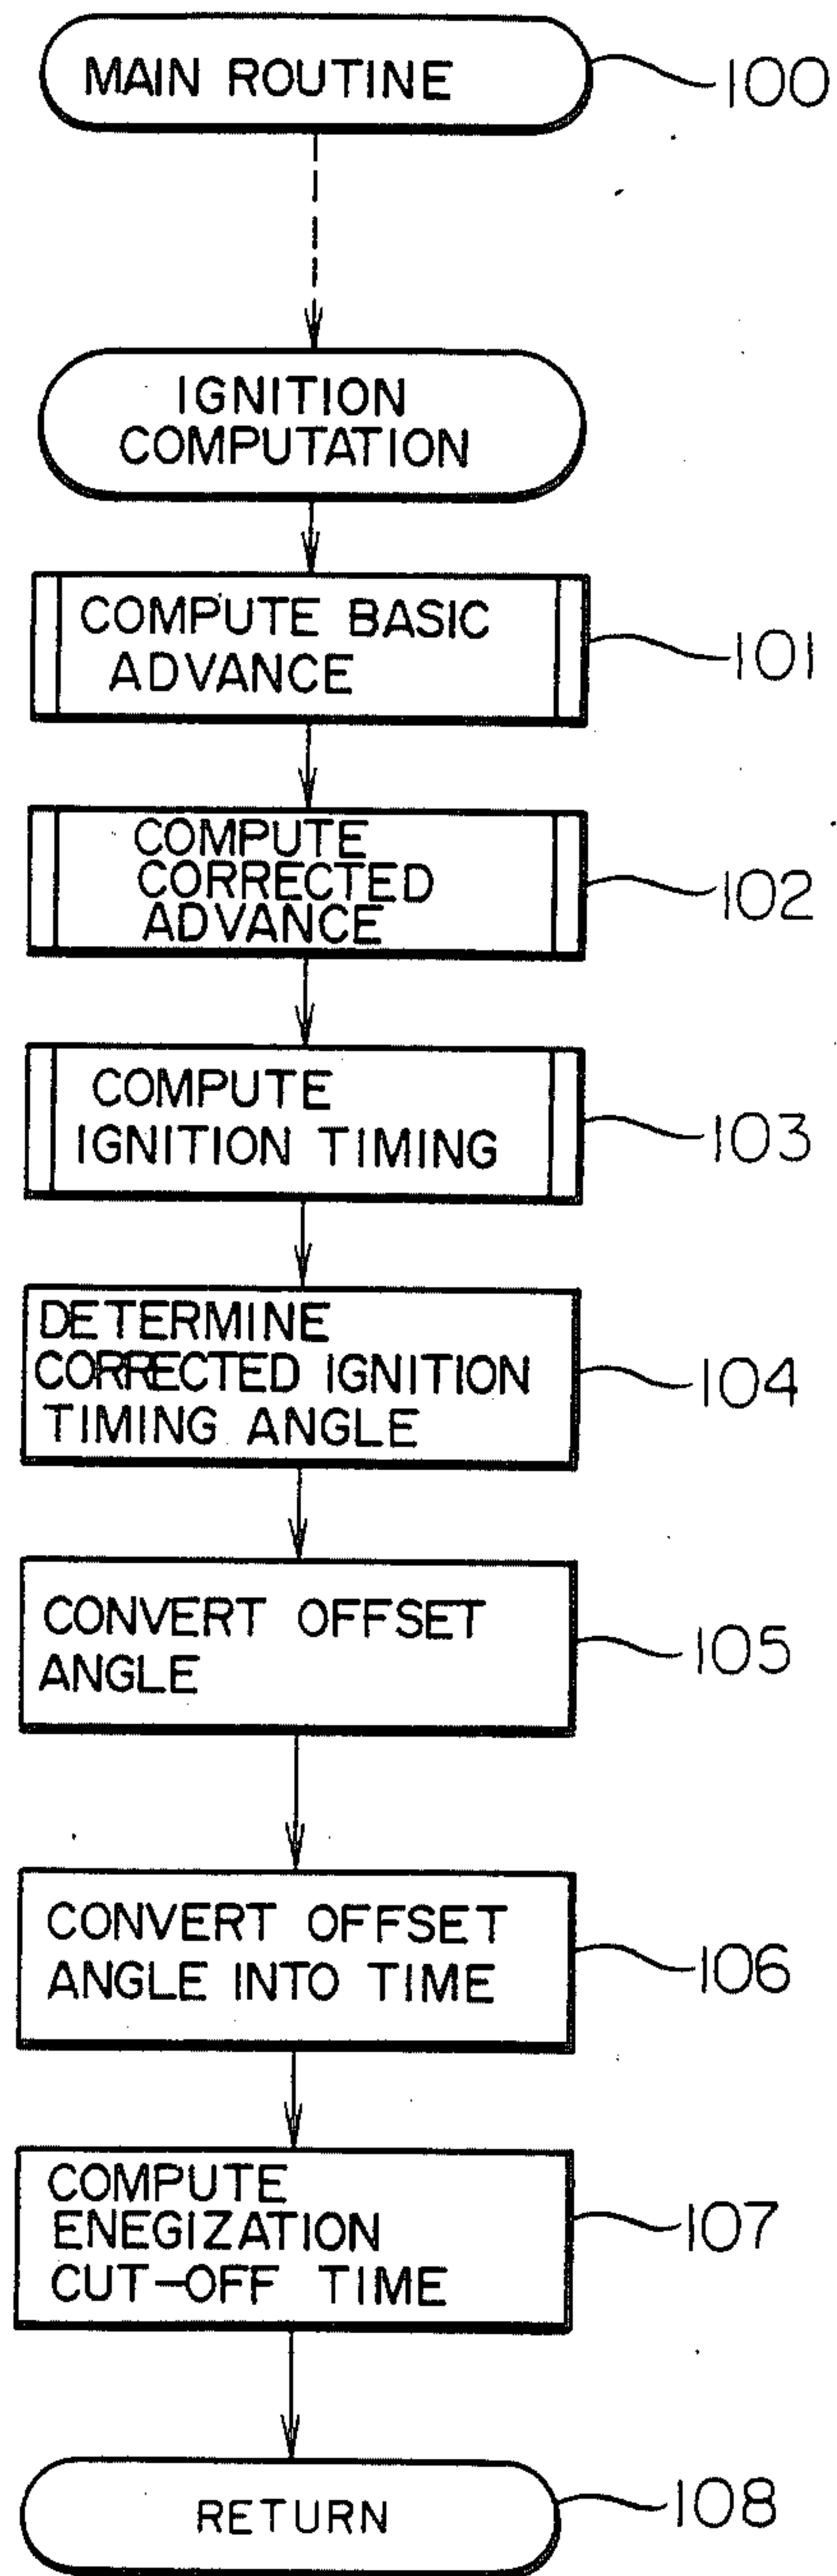 MAIN ROUTINE
100
IGNITION
COMPUTATION
COMPUTE BASIC
ADVANCE
101
COMPUTE
CORRECTED
ADVANCE
102
COMPUTE
IGNITION TIMING
103
DETERMINE
CORRECTED IGNITION
TIMING ANGLE
104
CONVERT OFFSET
ANGLE
105
CONVERT OFFSET
ANGLE INTO TIME
106
COMPUTE
ENEGIZATION
CUT-OFF TIME
107
RETURN
108